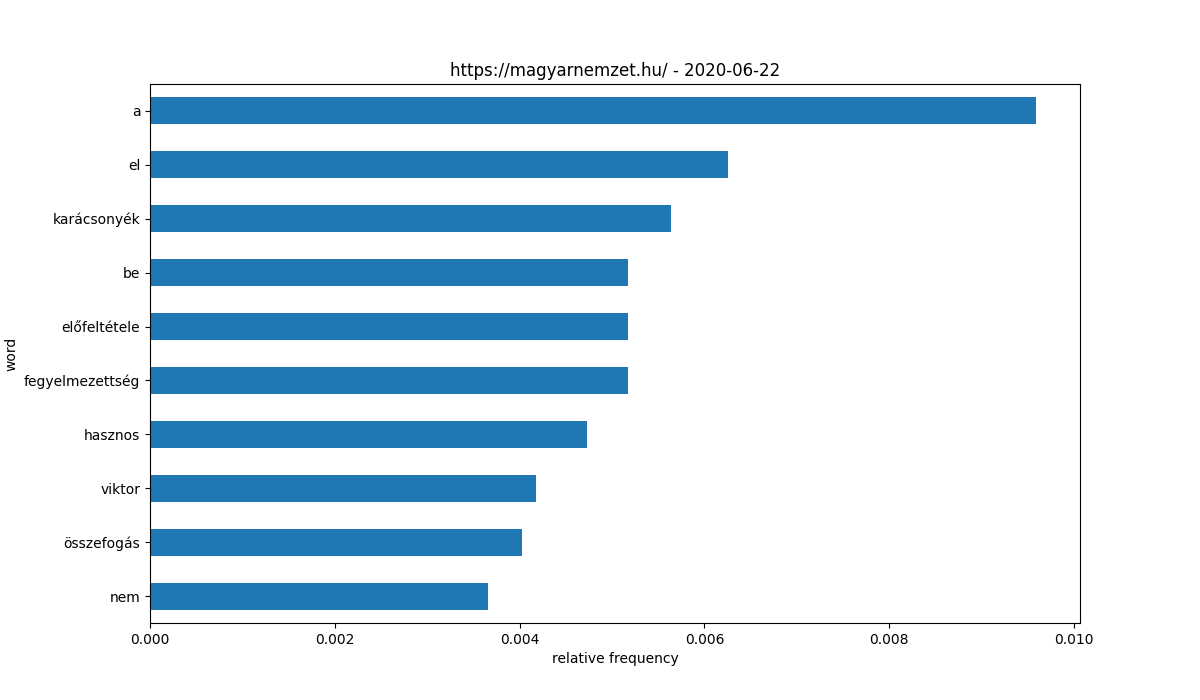 https://magyarnemzet.hu/ - 2020-06-22
a
el
karácsonyék
be
előfeltétele
fegyelmezettség
hasznos
viktor
összefogás
nem
word
0.000 0.002 0.004 0.006 0.008 0.010
relative frequency